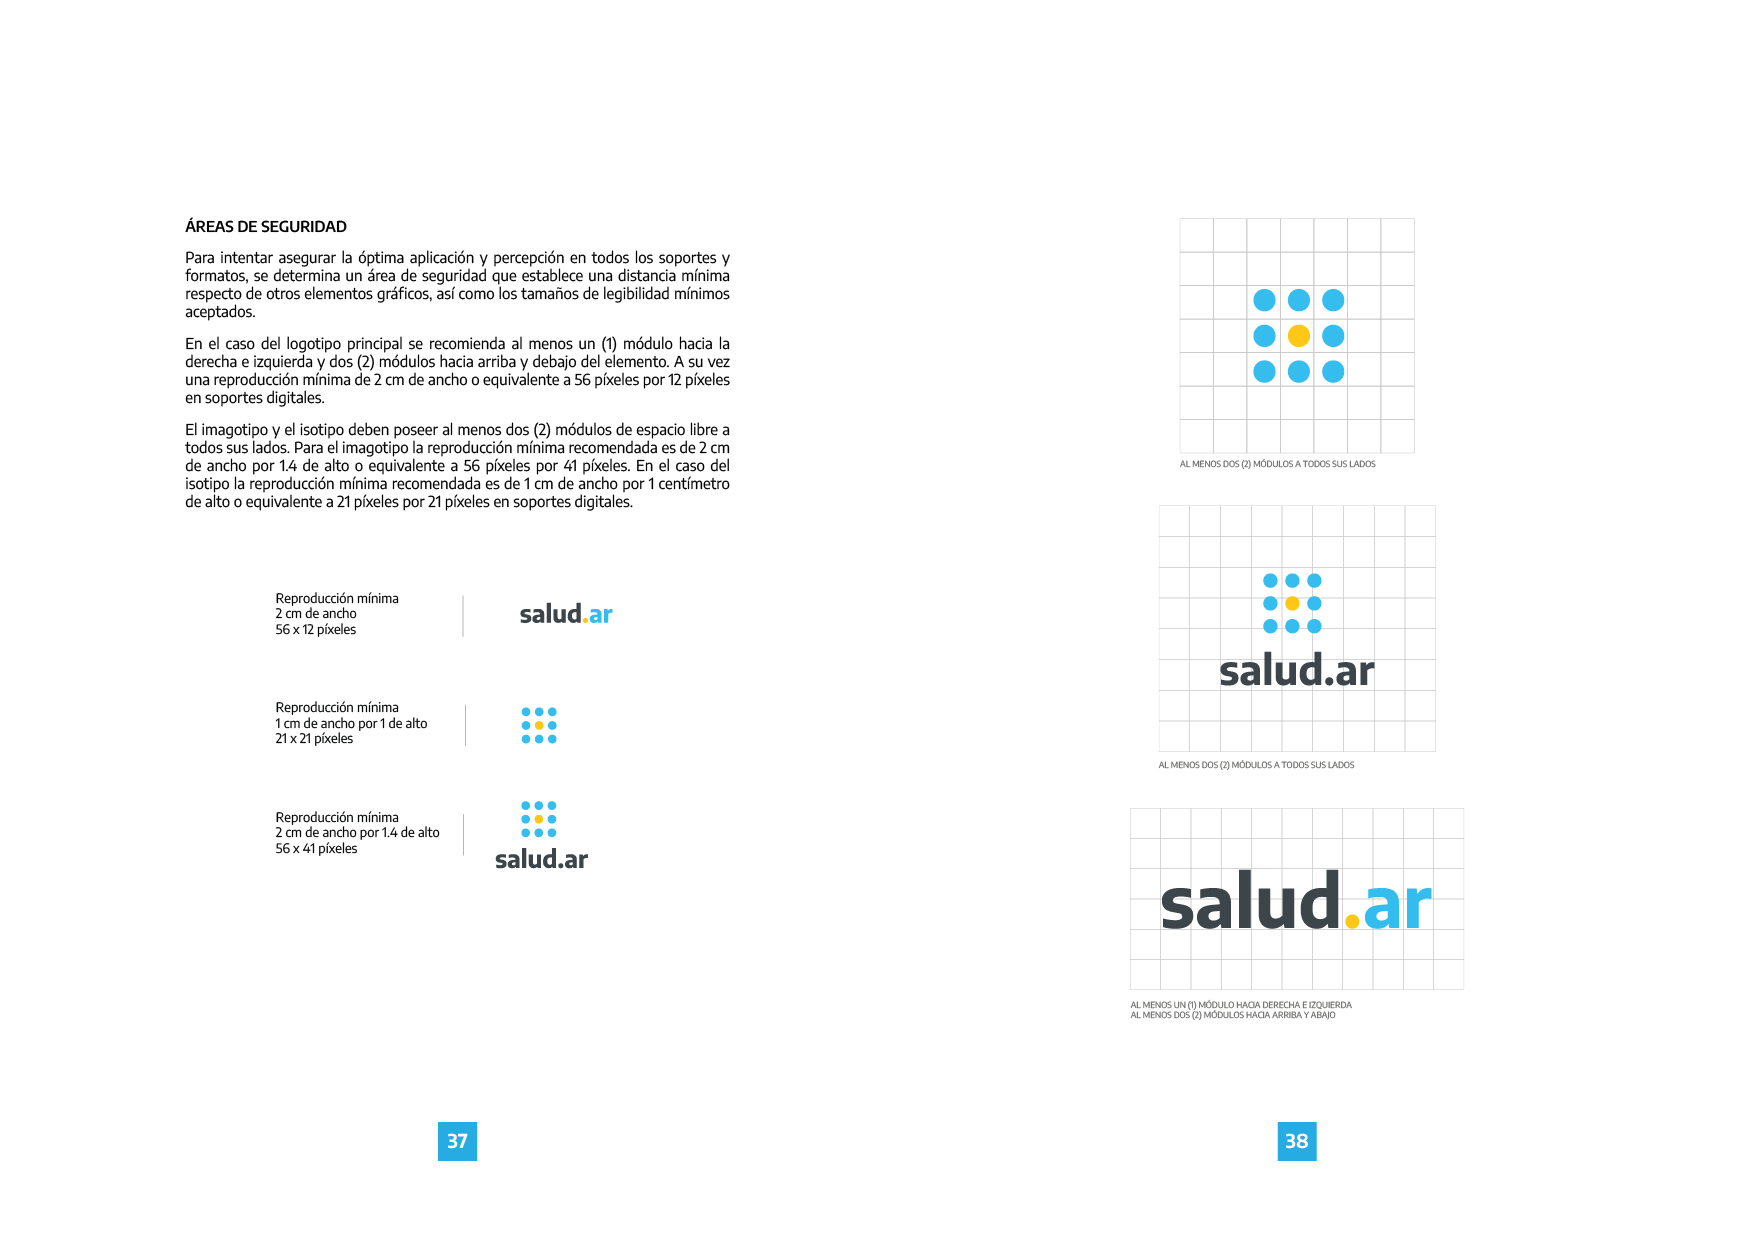 ÁREAS DE SEGURIDAD
Para intentar asegurar la óptima aplicación y percepción en todos los soportes y
formatos, se determina un área de seguridad que establece una distancia mínima
respecto de otros elementos gráficos, así como los tamaños de legibilidad mínimos
aceptados.
En el caso del logotipo principal se recomienda al menos un (1) módulo hacia la
derecha e izquierda y dos (2) módulos hacia arriba y debajo del elemento. A su vez
una reproducción mínima de 2 cm de ancho o equivalente a 56 píxeles por 12 píxeles
en soportes digitales.
El imagotipo y el isotipo deben poseer al menos dos (2) módulos de espacio libre a
todos sus lados. Para el imagotipo la reproducción mínima recomendada es de 2 cm
de ancho por 1.4 de alto o equivalente a 56 píxeles por 41 píxeles. En el caso del
isotipo la reproducción mínima recomendada es de 1 cm de ancho por 1 centímetro
de alto o equivalente a 21 píxeles por 21 píxeles en soportes digitales.
Reproducción mínima
2 cm de ancho
56 x 12 píxeles
salud.ar
Reproducción mínima
1 cm de ancho por 1 de alto
21 x 21 píxeles
Reproducción mínima
2 cm de ancho por 1.4 de alto
56 x 41 píxeles
salud.ar
37
AL MENOS DOS (2) MÓDULOS A TODOS SUS LADOS
salud.ar
AL MENOS DOS (2) MÓDULOS A TODOS SUS LADOS
salud.ar
AL MENOS UN (1) MÓDULO HACIA DERECHA E IZQUIERDA
AL MENOS DOS (2) MÓDULOS HACIA ARRIBA Y ABAJO
38